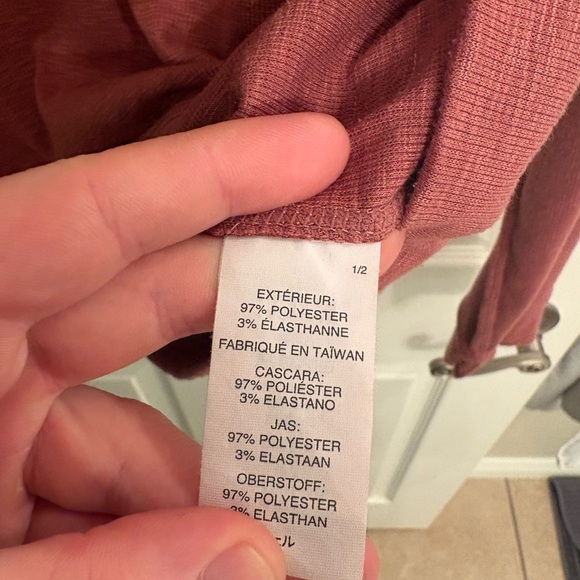 1/2
EXTÉRIEUR:
97% POLYESTER
3% ÉLASTHANNE
FABRIQUÉ EN TAÏWAN
CASCARA:
97% POLIÉSTER
3% ELASTANO
JAS:
97% POLYESTER
3% ELASTAAN
OBERSTOFF:
97% POLYESTER
3% ELASTHAN